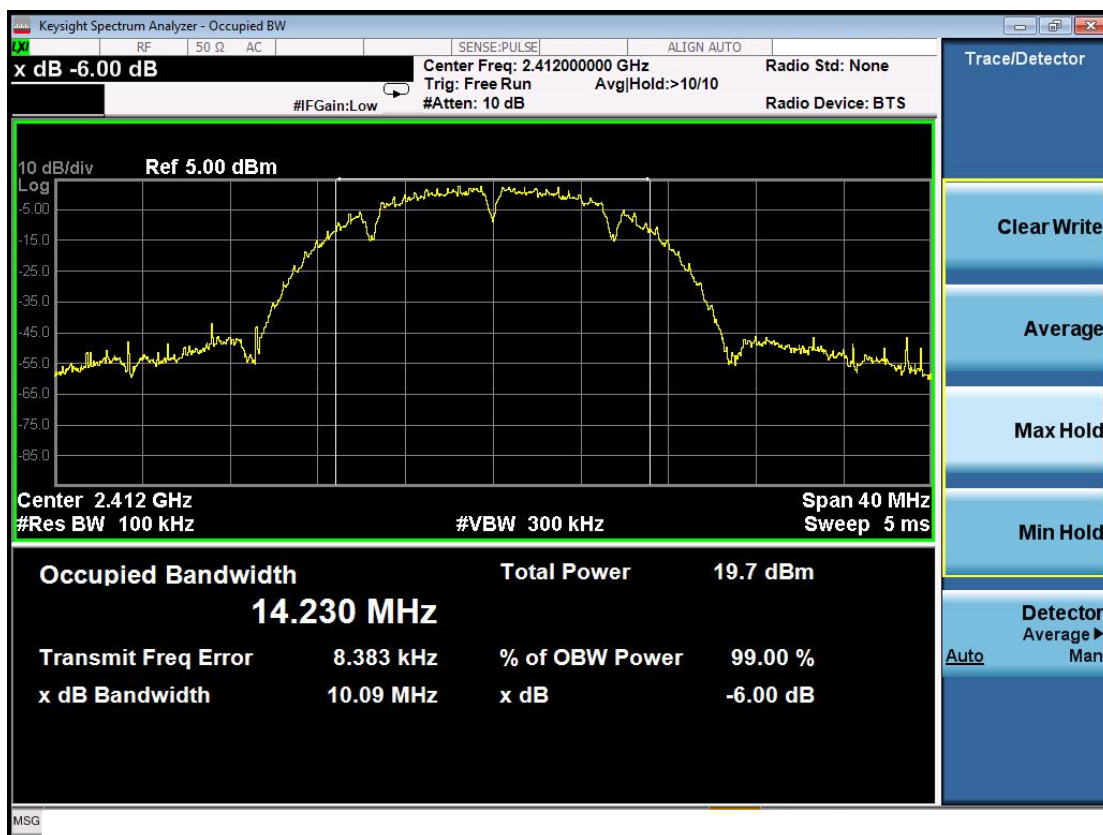 Keysight Spectrum Analyzer - Occupied BW
LXI RF 50 Ω AC SENSE:PULSE ALIGN AUTO
x dB -6.00 dB
Center Freq: 2.412000000 GHz Radio Std: None
Trig: Free Run Avg|Hold:>10/10
#IFGain:Low #Atten: 10 dB Radio Device: BTS
10 dB/div Ref 5.00 dBm
Log
-5.00
-15.0
-25.0
-35.0
-45.0
-55.0
-65.0
-75.0
-85.0
Center 2.412 GHz Span 40 MHz
#Res BW 100 kHz #VBW 300 kHz Sweep 5 ms
Occupied Bandwidth Total Power 19.7 dBm
14.230 MHz
Transmit Freq Error 8.383 kHz % of OBW Power 99.00 %
x dB Bandwidth 10.09 MHz x dB -6.00 dB
MSG
Trace/Detector
Clear Write
Average
Max Hold
Min Hold
Detector
Average▶
Auto Man